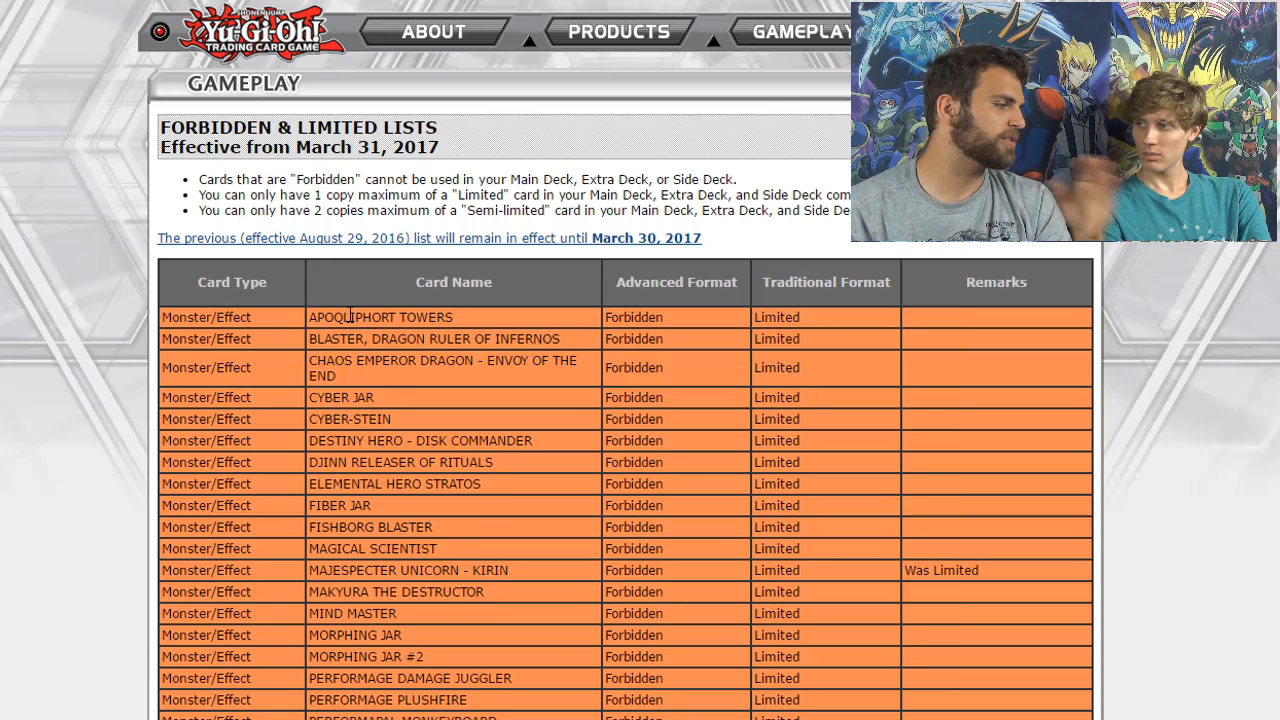 SHONEN JUMP
Yu-Gi-Oh!
TRADING CARD GAME
ABOUT
PRODUCTS
GAMEPLAY
GAMEPLAY
FORBIDDEN & LIMITED LISTS
Effective from March 31, 2017
Cards that are "Forbidden" cannot be used in your Main Deck, Extra Deck, or Side Deck.
You can only have 1 copy maximum of a "Limited" card in your Main Deck, Extra Deck, and Side Deck
You can only have 2 copies maximum of a "Semi-limited" card in your Main Deck, Extra Deck, and Side
The previous (effective August 29, 2016) list will remain in effect until March 30, 2017
Card Type Card Name Advanced Format Traditional Format Remarks
Monster/Effect APOQLIPHORT TOWERS Forbidden Limited
Monster/Effect BLASTER, DRAGON RULER OF INFERNOS Forbidden Limited
Monster/Effect CHAOS EMPEROR DRAGON - ENVOY OF THE
END Forbidden Limited
Monster/Effect CYBER JAR Forbidden Limited
Monster/Effect CYBER-STEIN Forbidden Limited
Monster/Effect DESTINY HERO - DISK COMMANDER Forbidden Limited
Monster/Effect DJINN RELEASER OF RITUALS Forbidden Limited
Monster/Effect ELEMENTAL HERO STRATOS Forbidden Limited
Monster/Effect FIBER JAR Forbidden Limited
Monster/Effect FISHBORG BLASTER Forbidden Limited
Monster/Effect MAGICAL SCIENTIST Forbidden Limited
Monster/Effect MAJESPECTER UNICORN - KIRIN Forbidden Limited Was Limited
Monster/Effect MAKYURA THE DESTRUCTOR Forbidden Limited
Monster/Effect MIND MASTER Forbidden Limited
Monster/Effect MORPHING JAR Forbidden Limited
Monster/Effect MORPHING JAR #2 Forbidden Limited
Monster/Effect PERFORMAGE DAMAGE JUGGLER Forbidden Limited
Monster/Effect PERFORMAGE PLUSHFIRE Forbidden Limited
PERFORMAPAL MONKEYBOARD